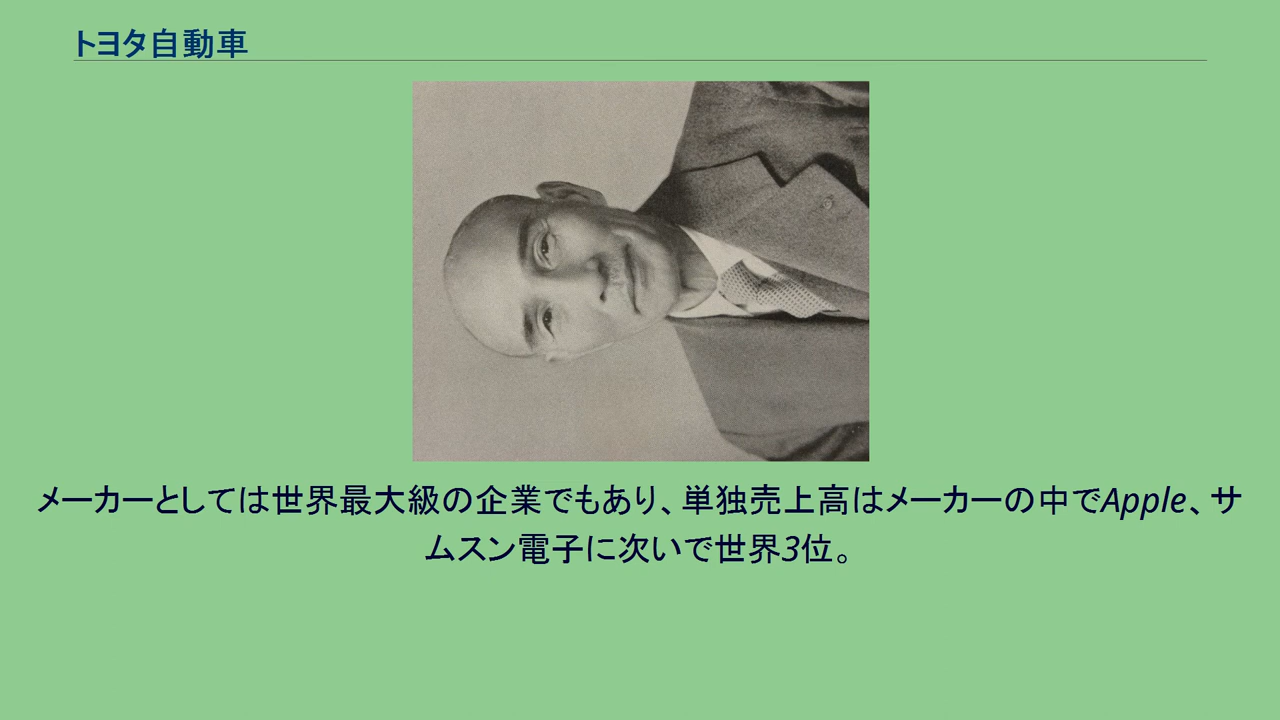 トヨタ自動車
メーカーとしては世界最大級の企業でもあり、単独売上高はメーカーの中でApple、サ
ムスン電子に次いで世界3位。